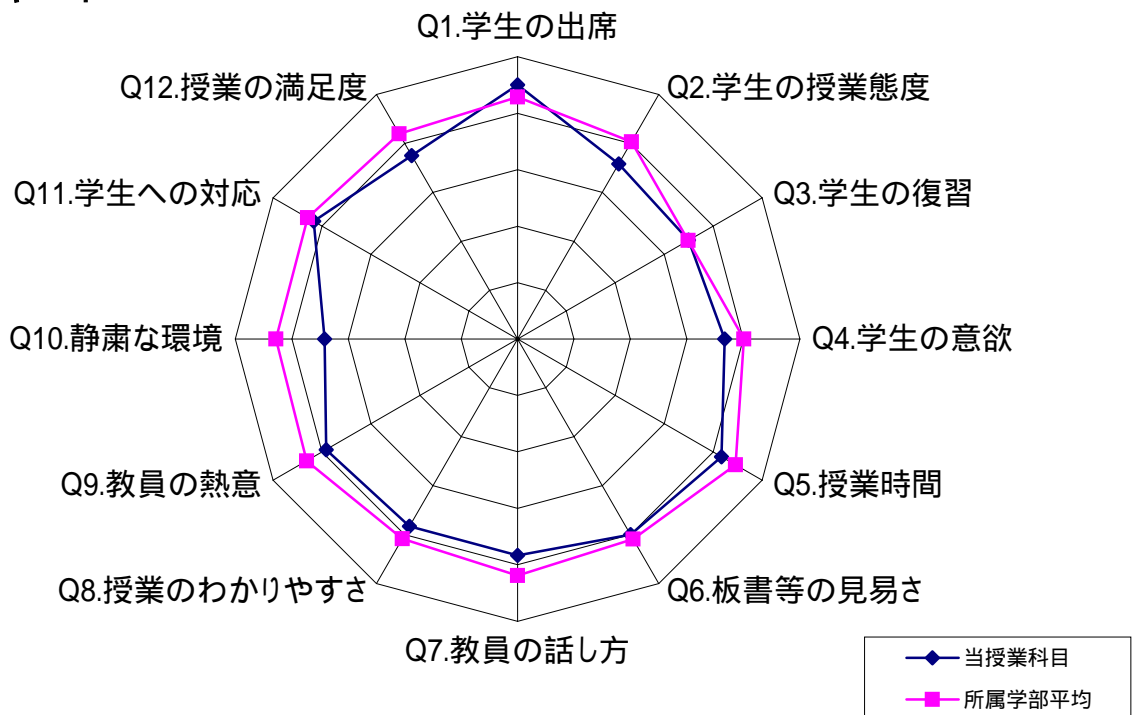 Q1.学生の出席
Q2.学生の授業態度
Q3.学生の復習
Q4.学生の意欲
Q5.授業時間
Q6.板書等の見易さ
Q7.教員の話し方
Q8.授業のわかりやすさ
Q9.教員の熱意
Q10.静粛な環境
Q11.学生への対応
Q12.授業の満足度
当授業科目
所属学部平均